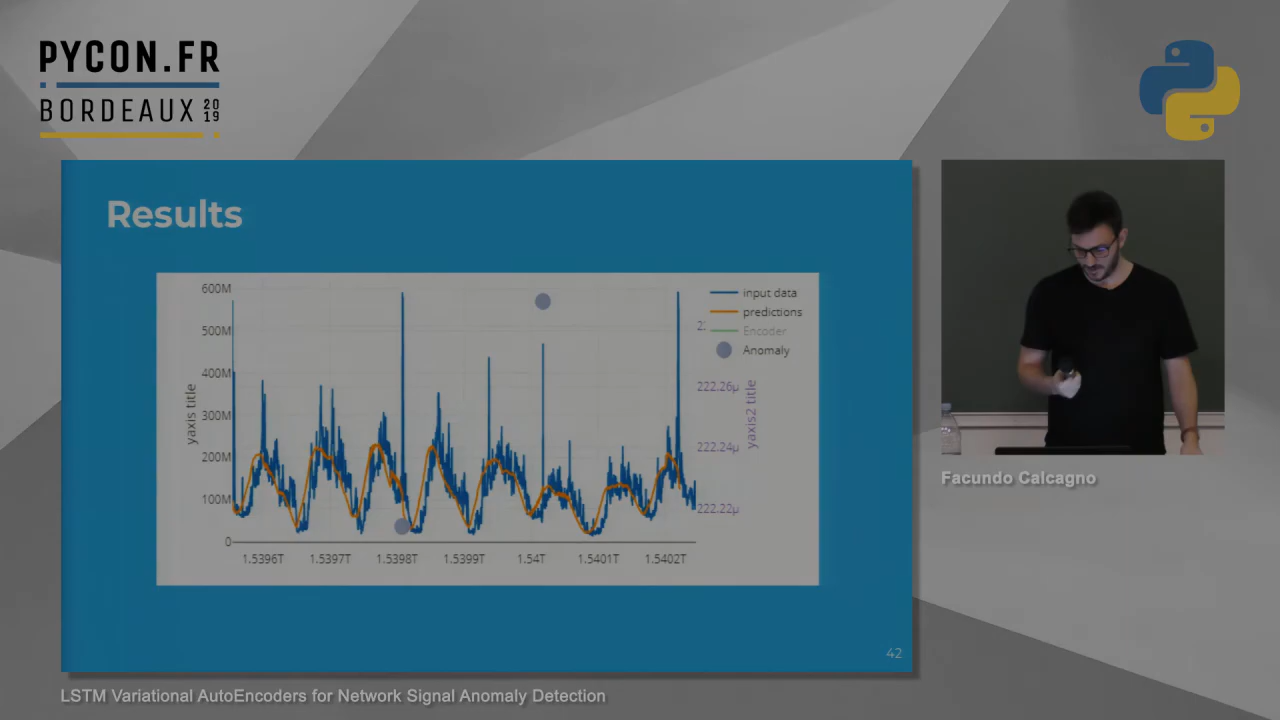 PYCON.FR
BORDEAUX 2019
Results
600M
500M
400M
300M
200M
100M
0
yaxis title
1.5396T
1.5397T
1.5398T
1.5399T
1.54T
1.5401T
1.5402T
input data
predictions
Encoder
Anomaly
222.26μ
222.24μ
222.22μ
yaxis2 title
42
Facundo Calcagno
LSTM Variational AutoEncoders for Network Signal Anomaly Detection